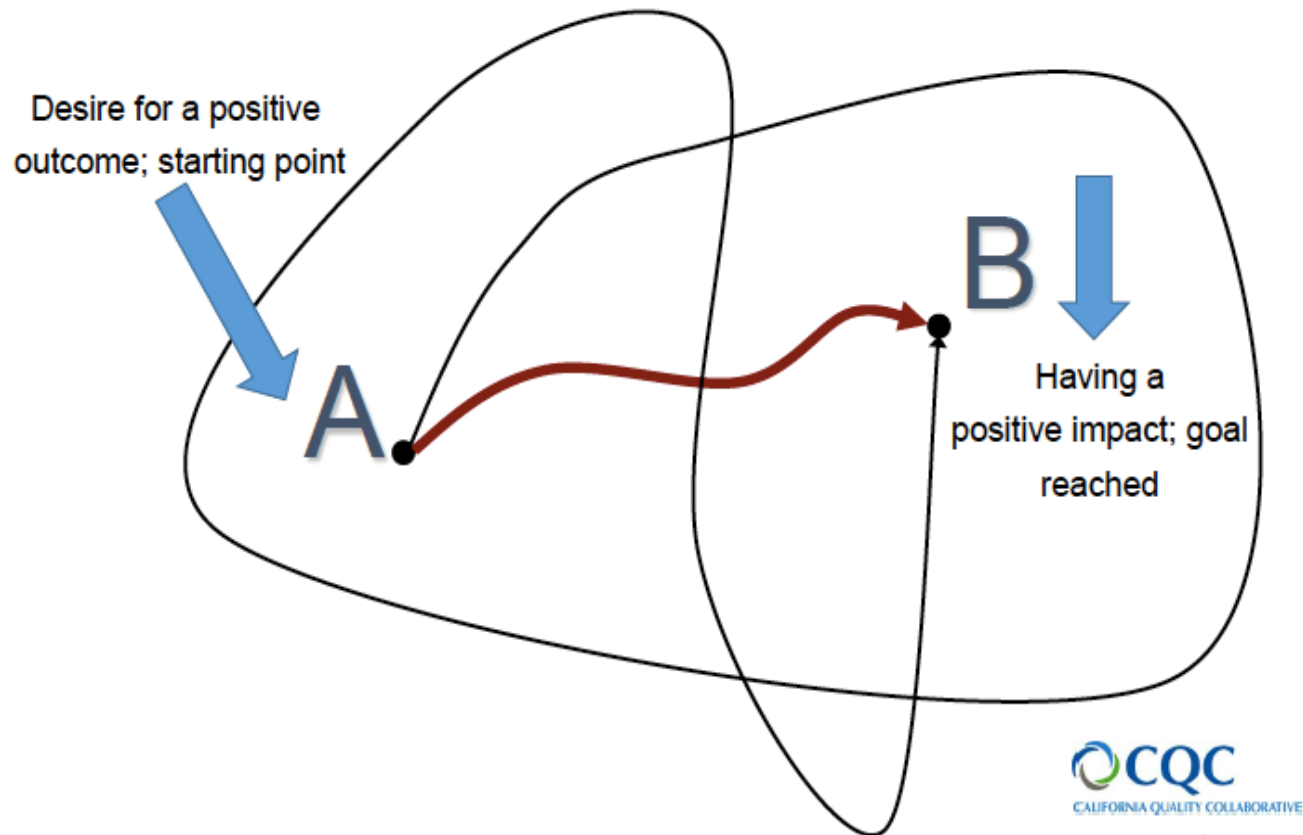 Desire for a positive
outcome; starting point
A
B
Having a
positive impact; goal
reached
CQC
CALIFORNIA QUALITY COLLABORATIVE